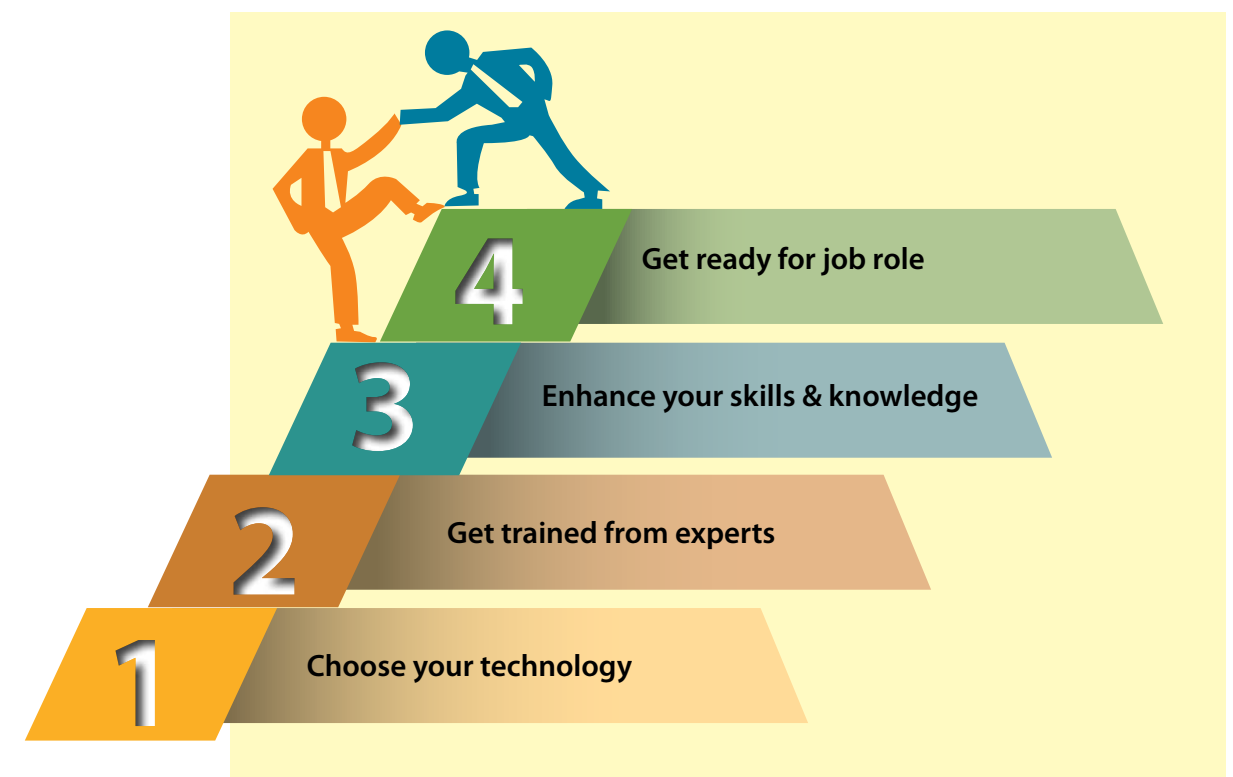 4 Get ready for job role
3 Enhance your skills & knowledge
2 Get trained from experts
1 Choose your technology